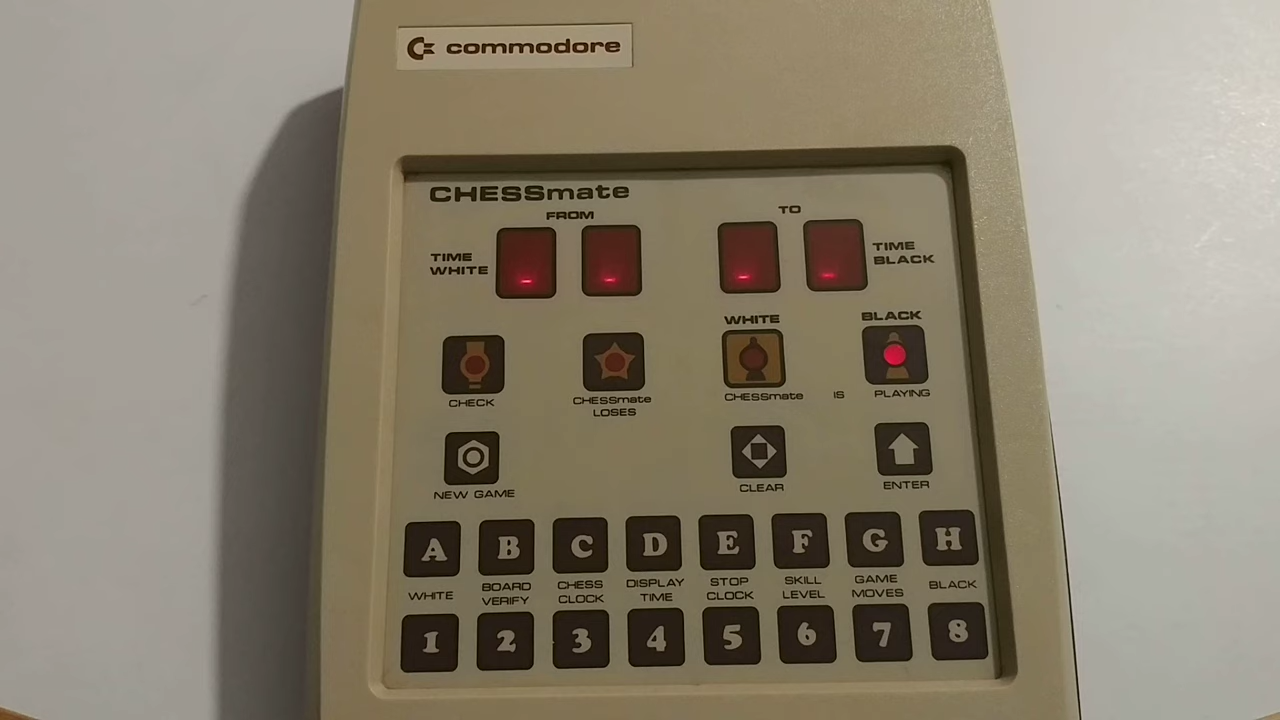 commodore
CHESSmate
FROM
TO
TIME
WHITE
TIME
BLACK
WHITE
BLACK
CHECK
CHESSmate
LOSES
CHESSmate
IS
PLAYING
NEW GAME
CLEAR
ENTER
A B C D E F G H
WHITE
BOARD
VERIFY
CHESS
CLOCK
DISPLAY
TIME
STOP
CLOCK
SKILL
LEVEL
GAME
MOVES
BLACK
1 2 3 4 5 6 7 8